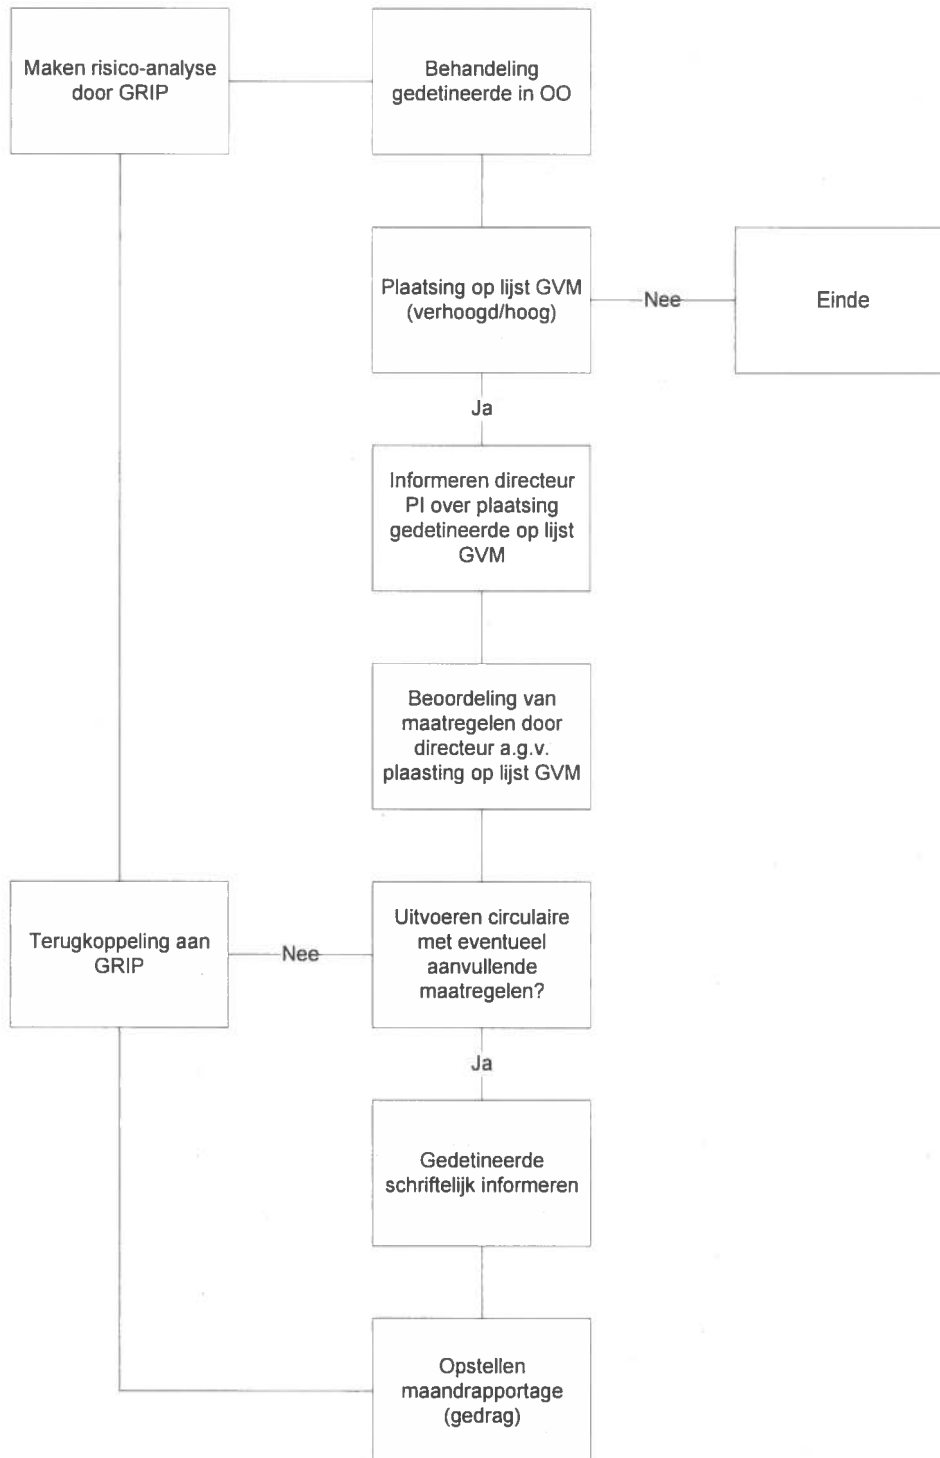 Maken risico-analyse
door GRIP
Behandeling
gedetineerde in OO
Plaatsing op lijst GVM
(verhoogd/hoog)
Nee
Einde
Ja
Informeren directeur
PI over plaatsing
gedetineerde op lijst
GVM
Beoordeling van
maatregelen door
directeur a.g.v.
plaasting op lijst GVM
Terugkoppeling aan
GRIP
Nee
Uitvoeren circulaire
met eventueel
aanvullende
maatregelen?
Ja
Gedetineerde
schriftelijk informeren
Opstellen
maandrapportage
(gedrag)